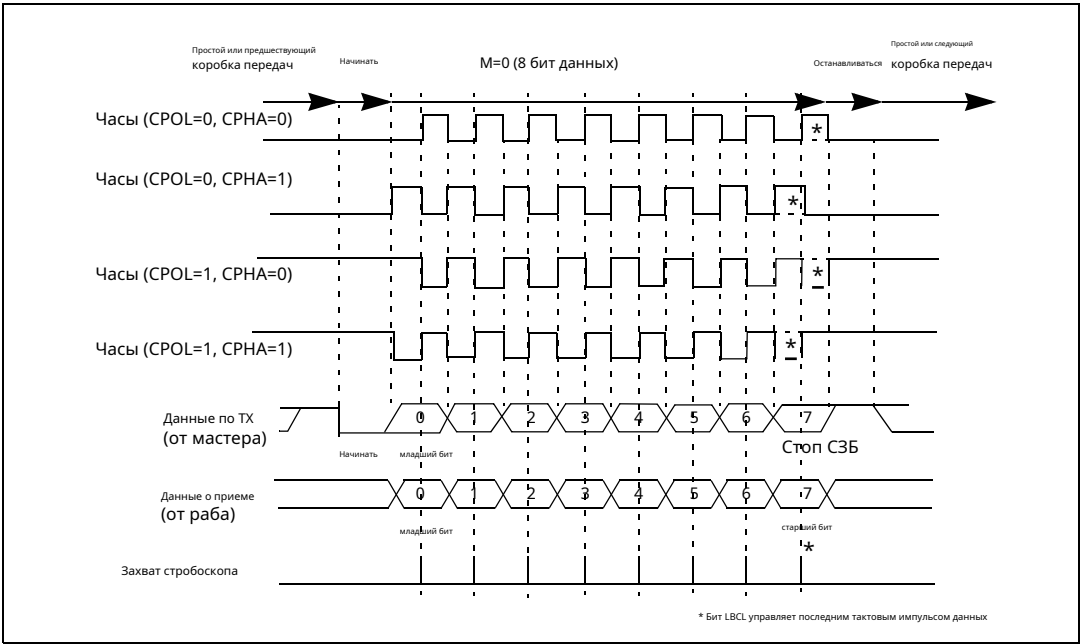 Простой или предшествующий
коробка передач
Начинать
M=0 (8 бит данных)
Останавливаться
Простой или следующий
коробка передач
Часы (CPOL=0, CPHA=0)
*
Часы (CPOL=0, CPHA=1)
*
Часы (CPOL=1, CPHA=0)
*
Часы (CPOL=1, CPHA=1)
*
Данные по TX
(от мастера)
0 1 2 3 4 5 6 7
Начинать
младший бит
Стоп СЗБ
Данные о приеме
(от раба)
0 1 2 3 4 5 6 7
младший бит
старший бит
*
Захват стробоскопа
* Бит LBCL управляет последним тактовым импульсом данных